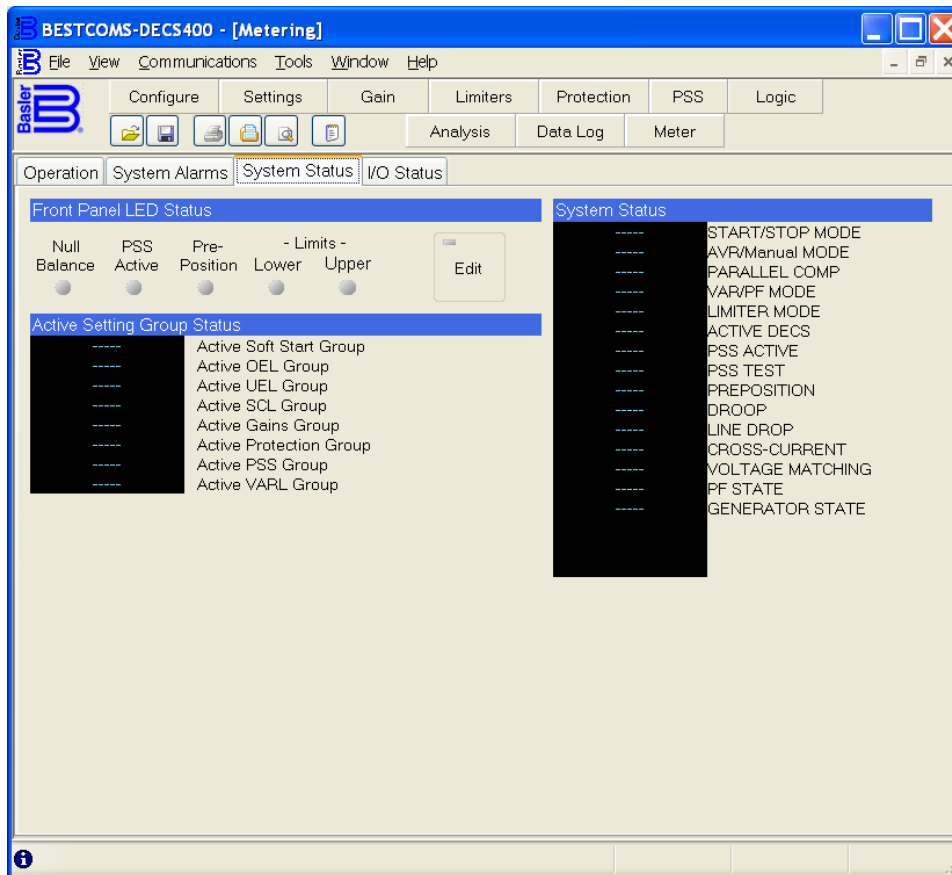 BESTCOMS-DECS400 - [Metering]
File View Communications Tools Window Help
Basler
Configure Settings Gain Limiters Protection PSS Logic
Analysis Data Log Meter
Operation System Alarms System Status I/O Status
Front Panel LED Status
Null Balance
PSS Active
Pre-Position
- Limits -
Lower Upper
Edit
Active Setting Group Status
----- Active Soft Start Group
----- Active OEL Group
----- Active UEL Group
----- Active SCL Group
----- Active Gains Group
----- Active Protection Group
----- Active PSS Group
----- Active VARL Group
System Status
----- START/STOP MODE
----- AVR/Manual MODE
----- PARALLEL COMP
----- VAR/PF MODE
----- LIMITER MODE
----- ACTIVE DECS
----- PSS ACTIVE
----- PSS TEST
----- PREPOSITION
----- DROOP
----- LINE DROP
----- CROSS-CURRENT
----- VOLTAGE MATCHING
----- PF STATE
----- GENERATOR STATE